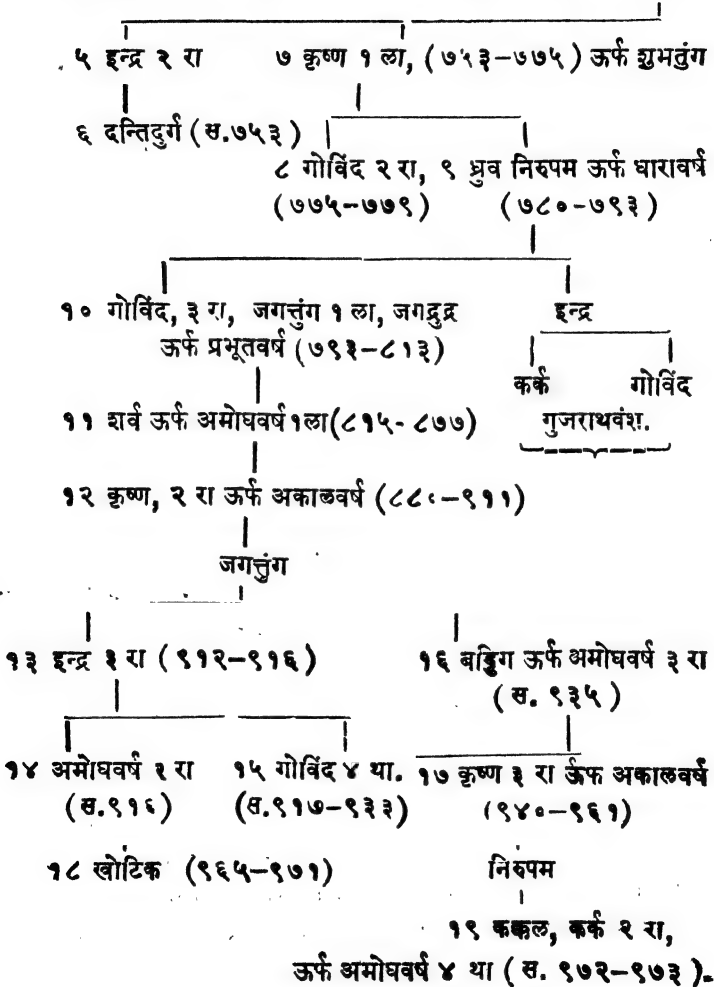 ५ इन्द्र २ रा ७ कृष्ण १ ला, (७५३-७७५) ऊर्फ शुभतुंग
६ दन्तिदुर्ग (स.७५३)
८ गोविंद २ रा, ९ ध्रुव निरुपम ऊर्फ धारावर्ष
(७७५-७७९) (७८०-७९३)
१० गोविंद, ३ रा, जगत्तुंग १ ला, जगद्रुद्र इन्द्र
ऊर्फ प्रभूतवर्ष (७९३-८१३)
कर्क गोविंद
११ शर्व ऊर्फ अमोघवर्ष १ला(८१५- ८७७) गुजराथवंश.
१२ कृष्ण, २ रा ऊर्फ अकाळवर्ष (८८०-९११)
जगत्तुंग
१३ इन्द्र ३ रा (९१२-९१६) १६ बड्डिग ऊर्फ अमोघवर्ष ३ रा
(स. ९३५)
१४ अमोघवर्ष २ रा १५ गोविंद ४ था. १७ कृष्ण ३ रा ऊर्फ अकाळवर्ष
(स.९१६) (स.९१७-९३३) (९४०-९६१)
१८ खोटिक (९६५-९७१) निरुपम
१९ कक्कल, कर्क २ रा,
ऊर्फ अमोघवर्ष ४ था (स. ९७२-९७३).